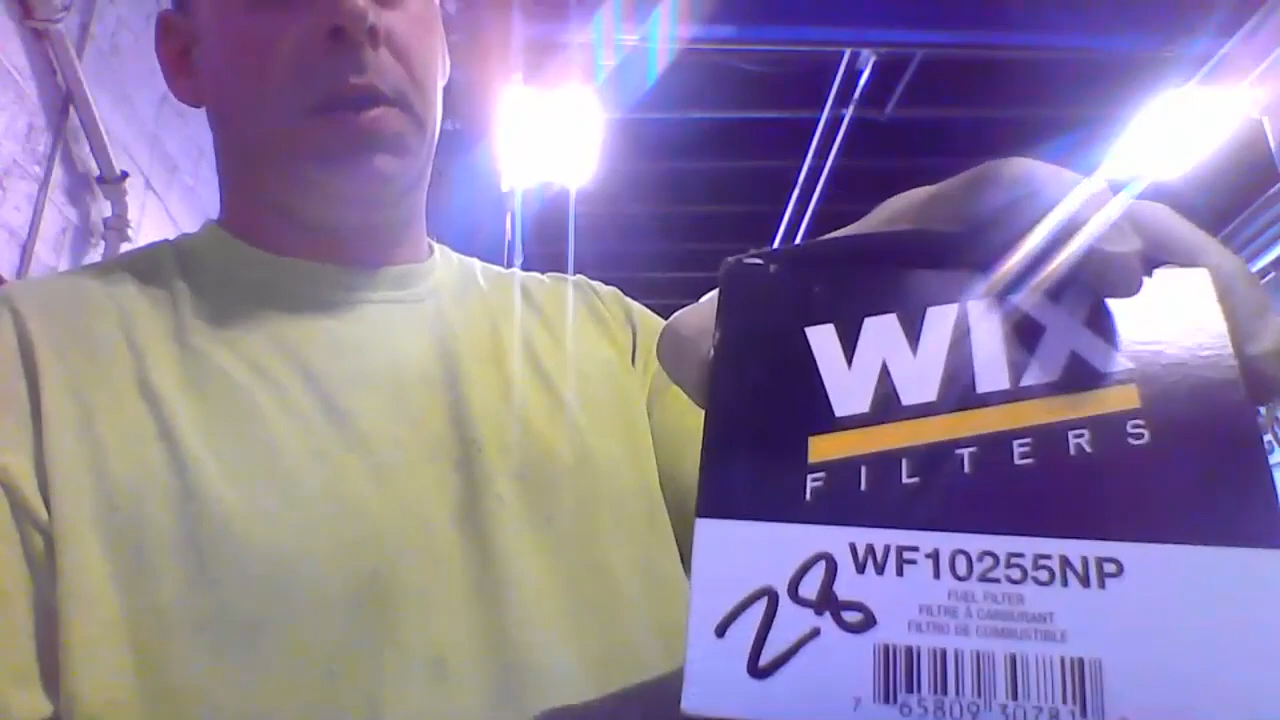 WIX
FILTERS
28
WF10255NP
FUEL FILTER
FILTRE À CARBURANT
FILTRO DE COMBUSTIBLE
7 65809 30781